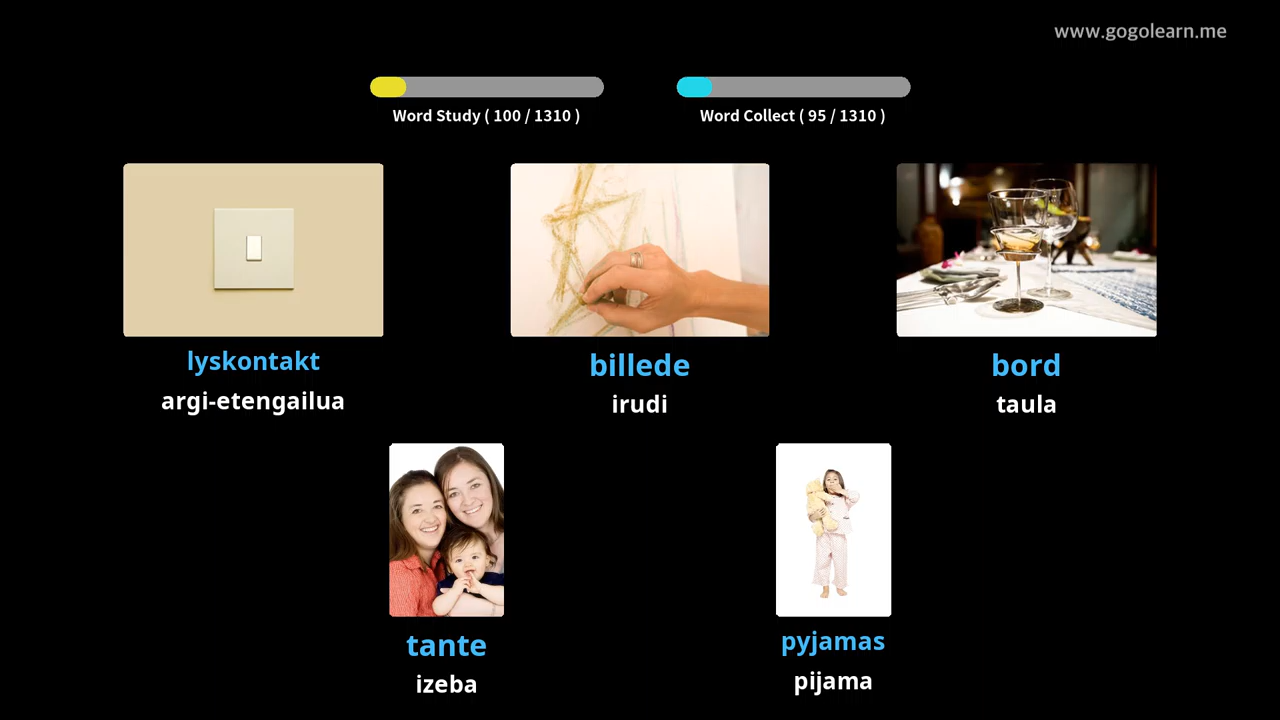 www.gogolearn.me
Word Study ( 100 / 1310 )
Word Collect ( 95 / 1310 )
lyskontakt
argi-etengailua
billede
irudi
bord
taula
tante
izeba
pyjamas
pijama